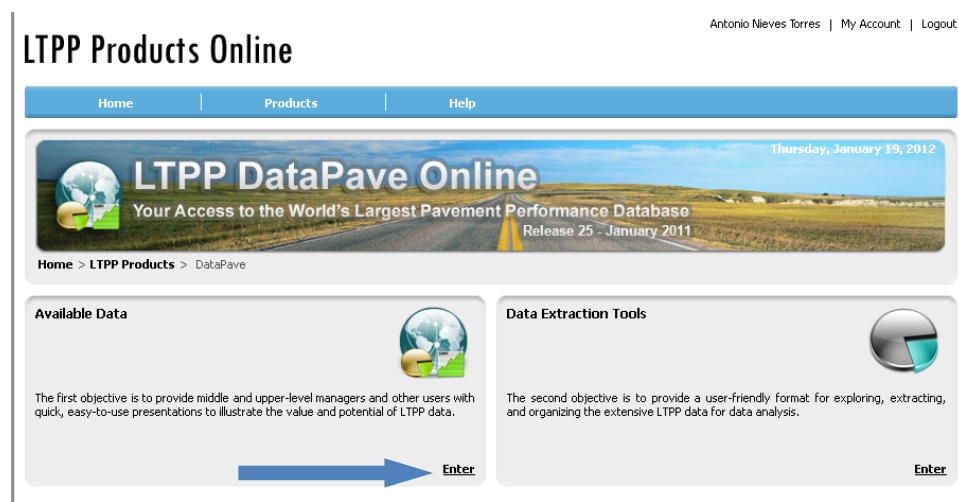 Antonio Nieves Torres | My Account | Logout
LTPP Products Online
Home | Products | Help
Thursday, January 19, 2012
LTPP DataPave Online
Your Access to the World's Largest Pavement Performance Database
Release 25 - January 2011
Home > LTPP Products > DataPave
Available Data
The first objective is to provide middle and upper-level managers and other users with
quick, easy-to-use presentations to illustrate the value and potential of LTPP data.
Enter
Data Extraction Tools
The second objective is to provide a user-friendly format for exploring, extracting,
and organizing the extensive LTPP data for data analysis.
Enter